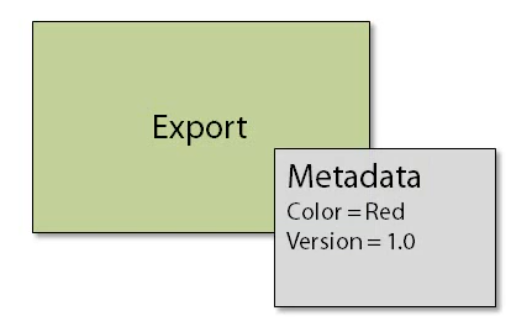 Export
Metadata
Color = Red
Version = 1.0